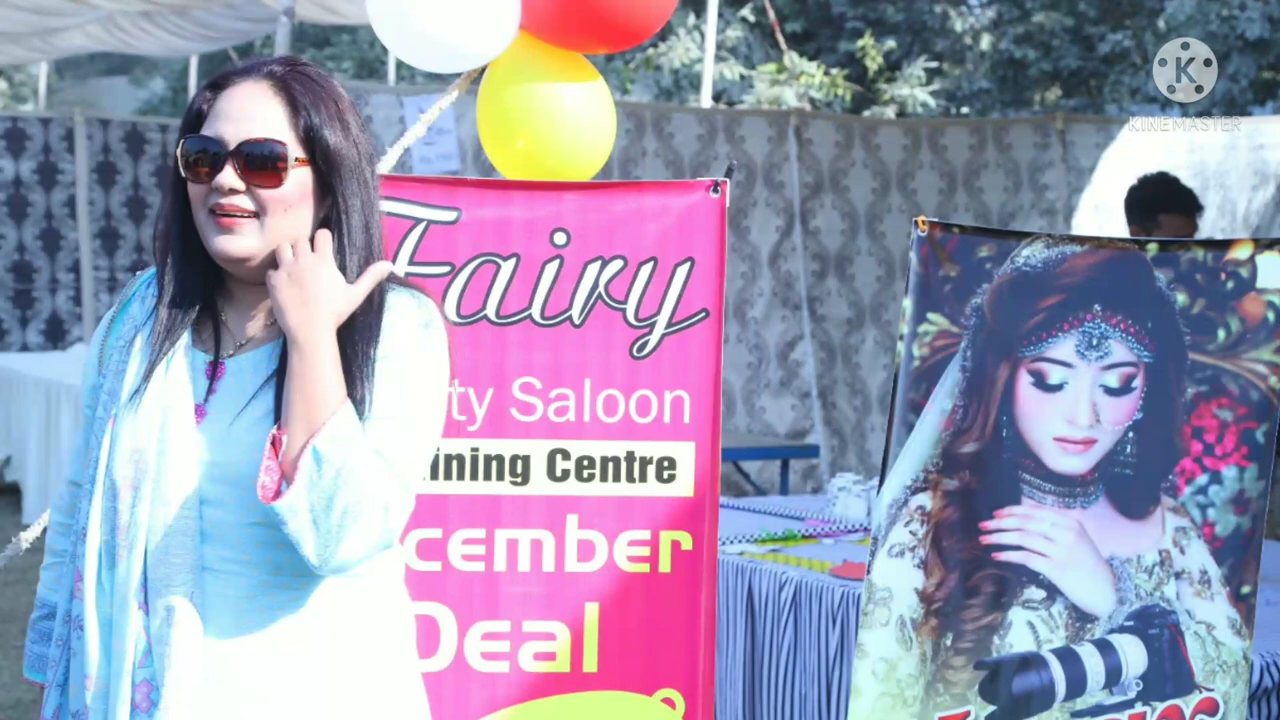 K
KINEMASTER
Fairy
ty Saloon
ining Centre
cember
Deal